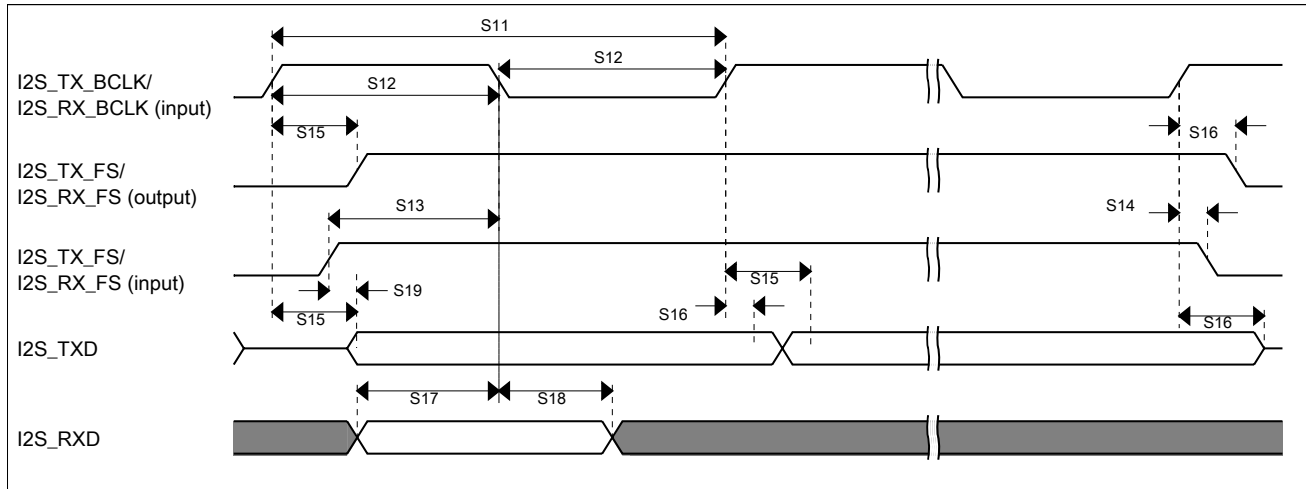 S11
I2S_TX_BCLK/
I2S_RX_BCLK (input)
S12
S12
S15
S16
I2S_TX_FS/
I2S_RX_FS (output)
S13
S14
I2S_TX_FS/
I2S_RX_FS (input)
S15
S19
S15
S16
S16
I2S_TXD
S17
S18
I2S_RXD